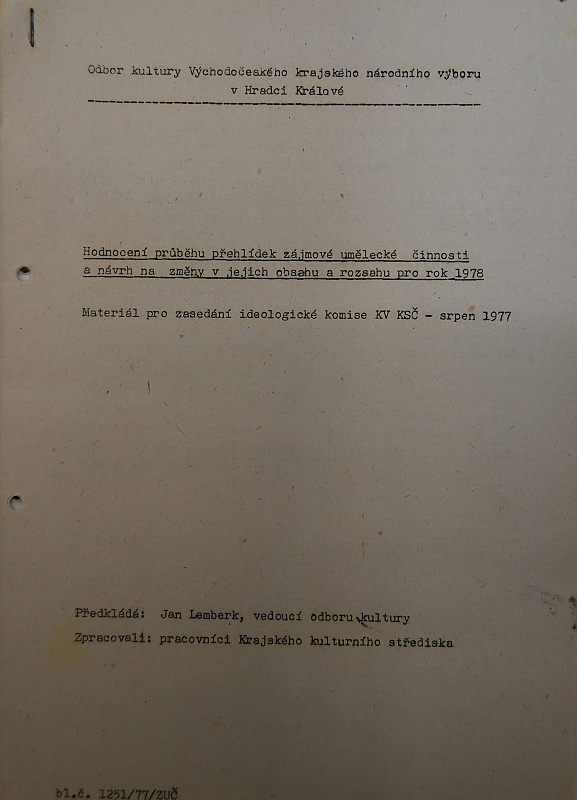 Odbor kultury Východočeského krajského národního výboru
v Hradci Králové
Hodnocení průběhu přehlídek zájmové umělecké činnosti
a návrh na změny v jejich obsahu a rozsahu pro rok 1978
Materiál pro zasedání ideologické komise KV KSČ - srpen 1977
Předkládá: Jan Lemberk, vedoucí odboru kultury
Zpracovali: pracovníci Krajského kulturního střediska
bl.č. 1251/77/ZUČ